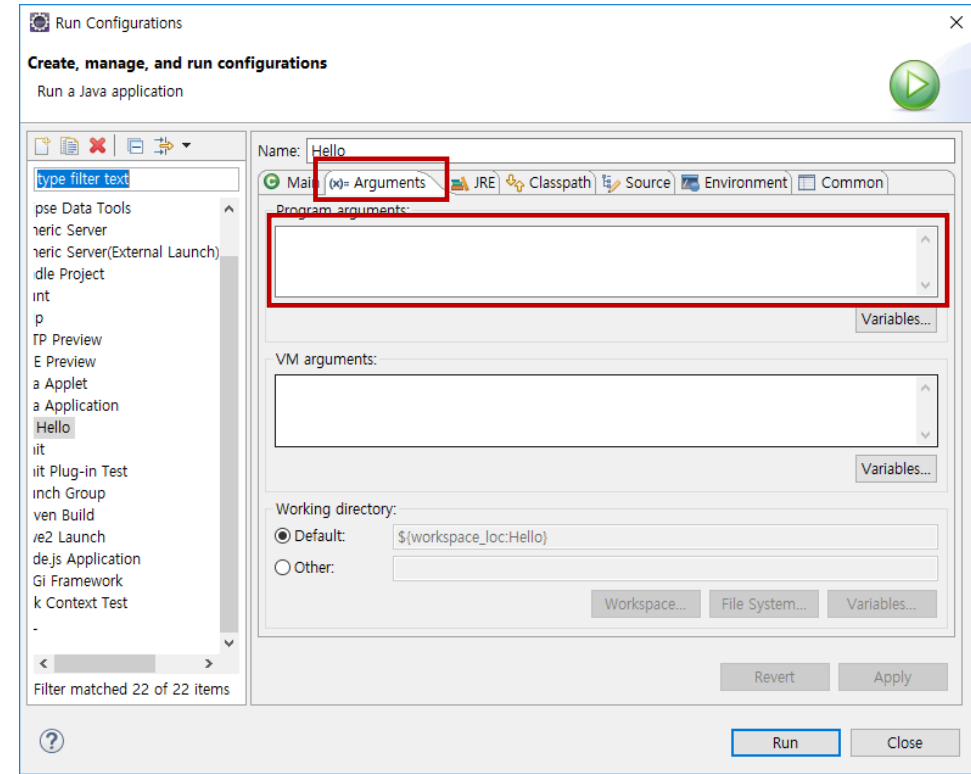 Run Configurations
Create, manage, and run configurations
Run a Java application
type filter text
pse Data Tools
neric Server
neric Server(External Launch)
dle Project
unt
p
TP Preview
E Preview
a Applet
a Application
Hello
nit
nit Plug-in Test
unch Group
ven Build
ve2 Launch
de.js Application
Gi Framework
k Context Test
Filter matched 22 of 22 items
Name: Hello
Main (x)= Arguments JRE Classpath Source Environment Common
Program arguments:
Variables...
VM arguments:
Variables...
Working directory:
Default: ${workspace_loc:Hello}
Other:
Workspace... File System... Variables...
Revert Apply
Run Close